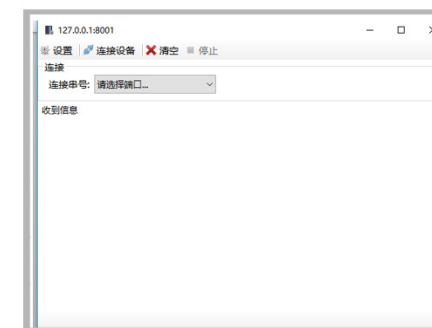 127.0.0.1:8001
设置 连接设备 清空 停止
连接
连接串号: 请选择端口...
收到信息